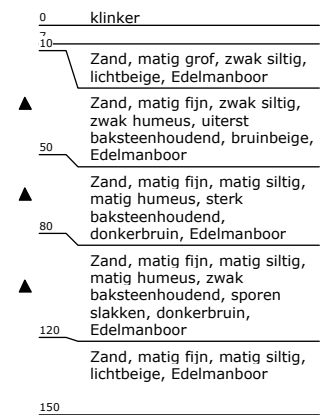 0 klinker
7
10
Zand, matig grof, zwak siltig,
lichtbeige, Edelmanboor
Zand, matig fijn, zwak siltig,
zwak humeus, uiterst
baksteenhoudend, bruinbeige,
50 Edelmanboor
Zand, matig fijn, matig siltig,
matig humeus, sterk
baksteenhoudend,
80 donkerbruin, Edelmanboor
Zand, matig fijn, matig siltig,
matig humeus, zwak
baksteenhoudend, sporen
slakken, donkerbruin,
120 Edelmanboor
Zand, matig fijn, matig siltig,
lichtbeige, Edelmanboor
150